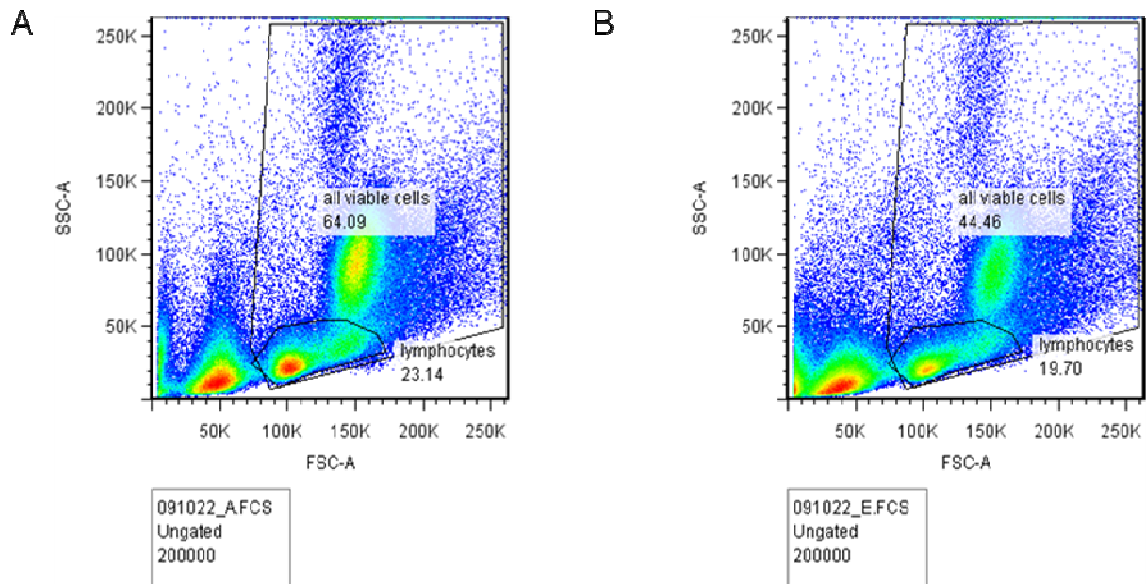 A
250K
200K
150K
100K
50K
SSC-A
all viable cells
64.09
lymphocytes
23.14
50K 100K 150K 200K 250K
FSC-A
091022_A.FCS
Ungated
200000
B
250K
200K
150K
100K
50K
SSC-A
all viable cells
44.46
lymphocytes
19.70
50K 100K 150K 200K 250K
FSC-A
091022_E.FCS
Ungated
200000